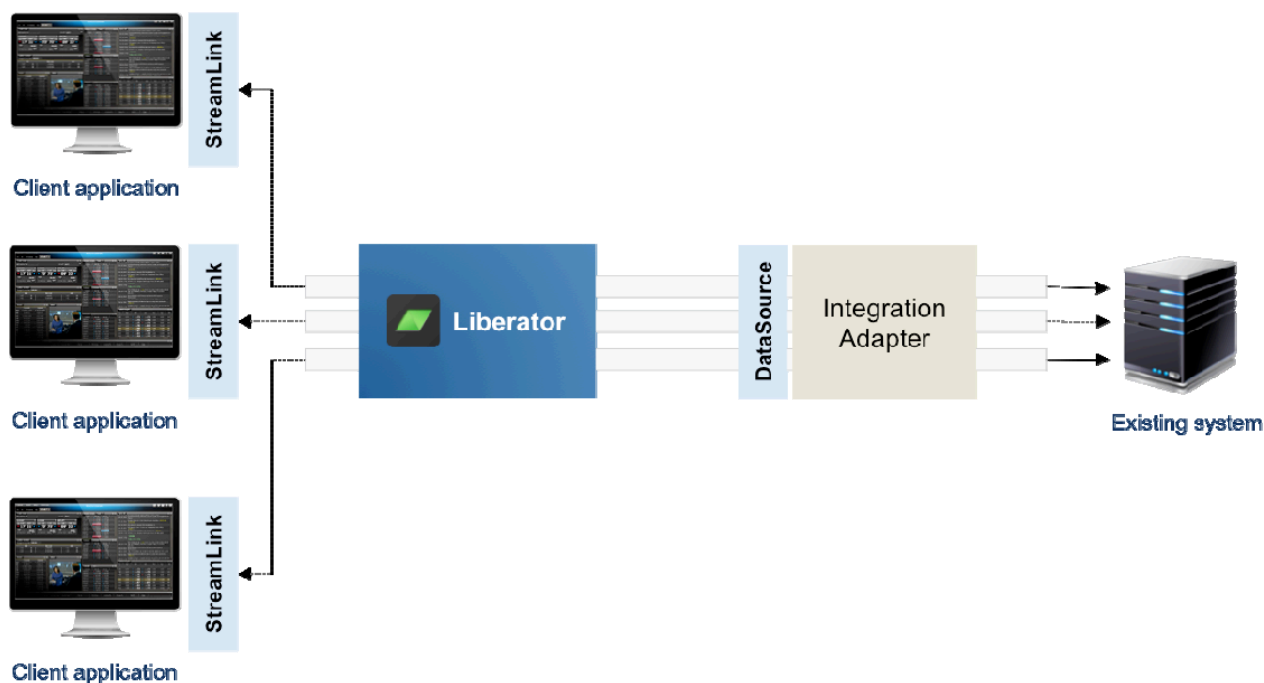 StreamLink
Client application
StreamLink
Client application
Liberator
DataSource
Integration
Adapter
Existing system
StreamLink
Client application